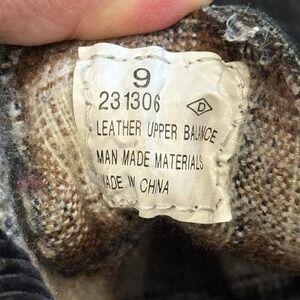 9
231306
D
LEATHER UPPER BALANCE
MAN MADE MATERIALS
MADE IN CHINA